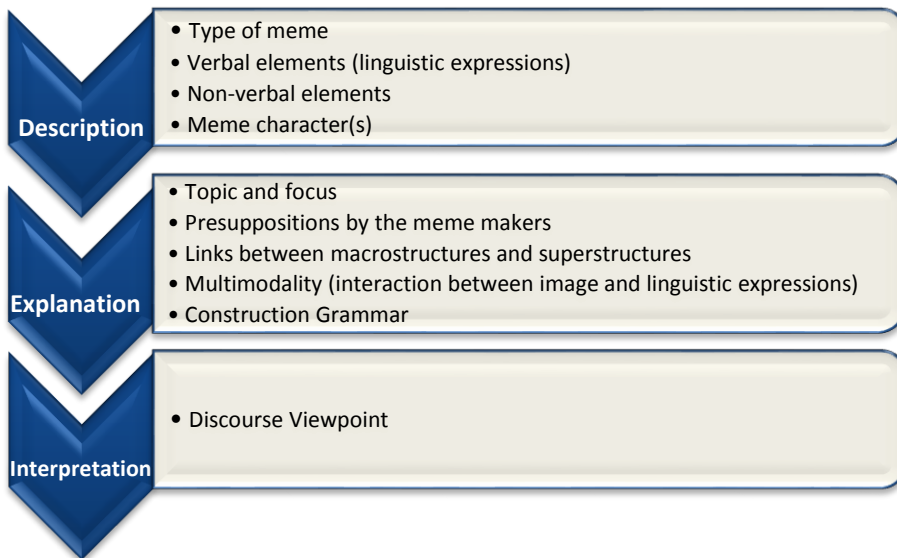 Description
• Type of meme
• Verbal elements (linguistic expressions)
• Non-verbal elements
• Meme character(s)
Explanation
• Topic and focus
• Presuppositions by the meme makers
• Links between macrostructures and superstructures
• Multimodality (interaction between image and linguistic expressions)
• Construction Grammar
Interpretation
• Discourse Viewpoint